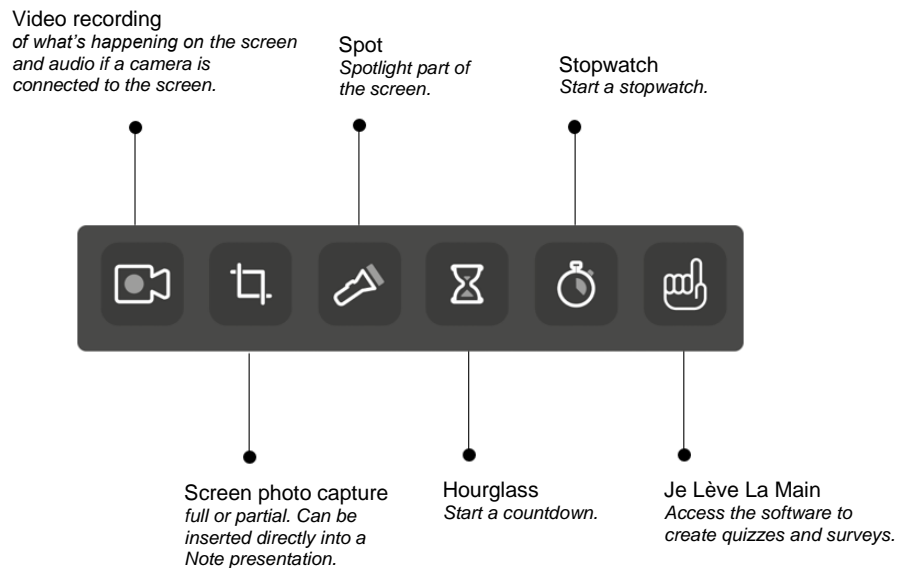 Video recording
of what's happening on the screen
and audio if a camera is
connected to the screen.
Spot
Spotlight part of
the screen.
Stopwatch
Start a stopwatch.
Screen photo capture
full or partial. Can be
inserted directly into a
Note presentation.
Hourglass
Start a countdown.
Je Lève La Main
Access the software to
create quizzes and surveys.